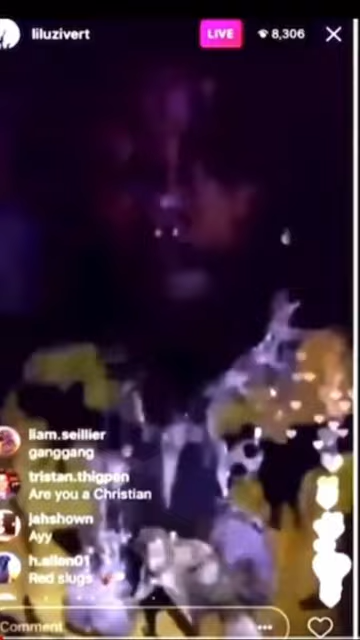 liluzivert
LIVE
8,306
liam.seillier
ganggang
tristan.thigpen
Are you a Christian
jahshown
Ayy
h.allen01
Red slugs
Comment